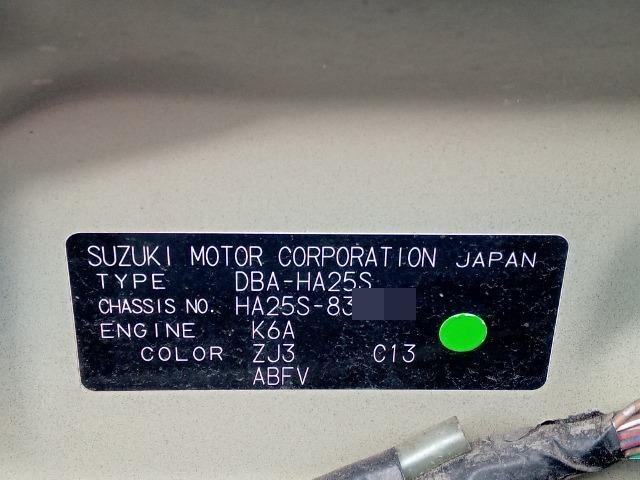 SUZUKI MOTOR CORPORATION JAPAN
TYPE DBA-HA25S
CHASSIS NO. HA25S-83
ENGINE K6A
COLOR ZJ3 C13
ABFV